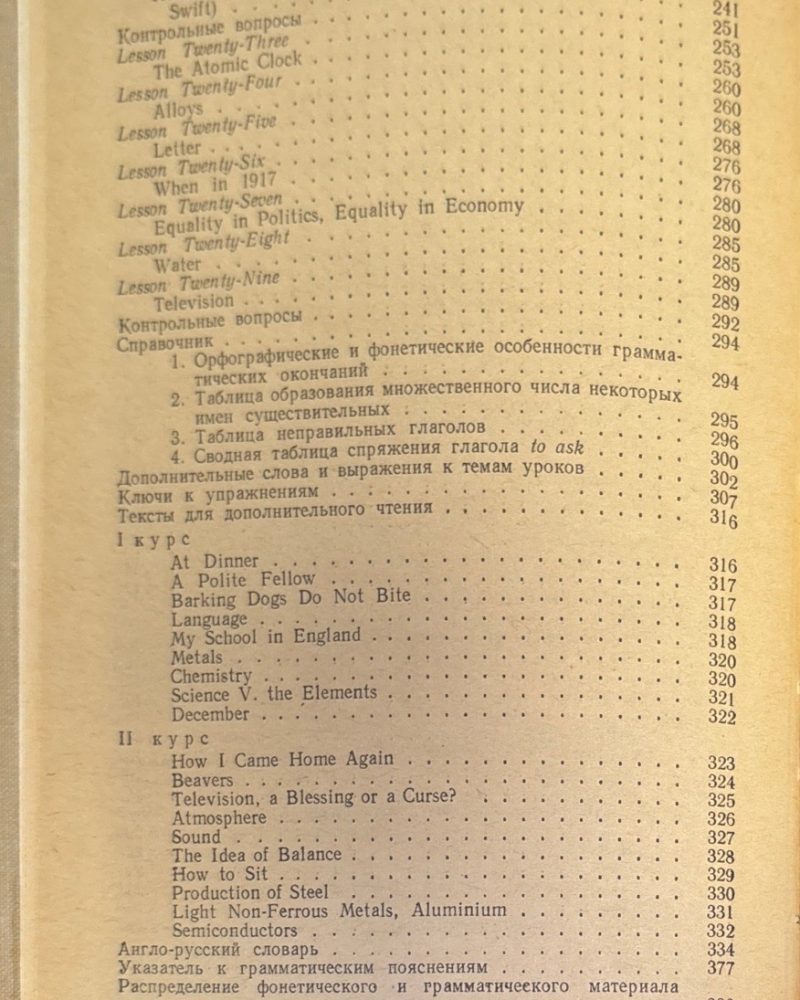 Swift) . . . . . . . . . . . . . . . . . . . . 241
Контрольные вопросы . . . . . . . . . . . . . . . . 251
Lesson Twenty-Three . . . . . . . . . . . . . . . . 253
The Atomic Clock . . . . . . . . . . . . . . . . 253
Lesson Twenty-Four . . . . . . . . . . . . . . . . 260
Alloys . . . . . . . . . . . . . . . . . . . . 260
Lesson Twenty-Five . . . . . . . . . . . . . . . . 268
Letter . . . . . . . . . . . . . . . . . . . . 268
Lesson Twenty-Six . . . . . . . . . . . . . . . . 276
When in 1917 . . . . . . . . . . . . . . . . . . 276
Lesson Twenty-Seven . . . . . . . . . . . . . . . . 280
Equality in Politics, Equality in Economy . . . . . . 280
Lesson Twenty-Eight . . . . . . . . . . . . . . . . 285
Water . . . . . . . . . . . . . . . . . . . . 285
Lesson Twenty-Nine . . . . . . . . . . . . . . . . 289
Television . . . . . . . . . . . . . . . . . . 289
Контрольные вопросы . . . . . . . . . . . . . . . . 292
Справочник . . . . . . . . . . . . . . . . . . 294
1. Орфографические и фонетические особенности грамма-
тических окончаний . . . . . . . . . . . . . . 294
2. Таблица образования множественного числа некоторых
имен существительных . . . . . . . . . . . . . 295
3. Таблица неправильных глаголов . . . . . . . . . 296
4. Сводная таблица спряжения глагола to ask . . . . . 300
Дополнительные слова и выражения к темам уроков . . . . . 302
Ключи к упражнениям . . . . . . . . . . . . . . . 307
Тексты для дополнительного чтения . . . . . . . . . . . 316
I курс
At Dinner . . . . . . . . . . . . . . . . . . 316
A Polite Fellow . . . . . . . . . . . . . . . . 317
Barking Dogs Do Not Bite . . . . . . . . . . . . 317
Language . . . . . . . . . . . . . . . . . . 318
My School in England . . . . . . . . . . . . . . 318
Metals . . . . . . . . . . . . . . . . . . . 320
Chemistry . . . . . . . . . . . . . . . . . . 320
Science V. the Elements . . . . . . . . . . . . . 321
December . . . . . . . . . . . . . . . . . . 322
II курс
How I Came Home Again . . . . . . . . . . . . 323
Beavers . . . . . . . . . . . . . . . . . . . 324
Television, a Blessing or a Curse? . . . . . . . . . 325
Atmosphere . . . . . . . . . . . . . . . . . 326
Sound . . . . . . . . . . . . . . . . . . . 327
The Idea of Balance . . . . . . . . . . . . . . 328
How to Sit . . . . . . . . . . . . . . . . . . 329
Production of Steel . . . . . . . . . . . . . . . 330
Light Non-Ferrous Metals, Aluminium . . . . . . . . 331
Semiconductors . . . . . . . . . . . . . . . . 332
Англо-русский словарь . . . . . . . . . . . . . . . 334
Указатель к грамматическим пояснениям . . . . . . . . . 377
Распределение фонетического и грамматического материала